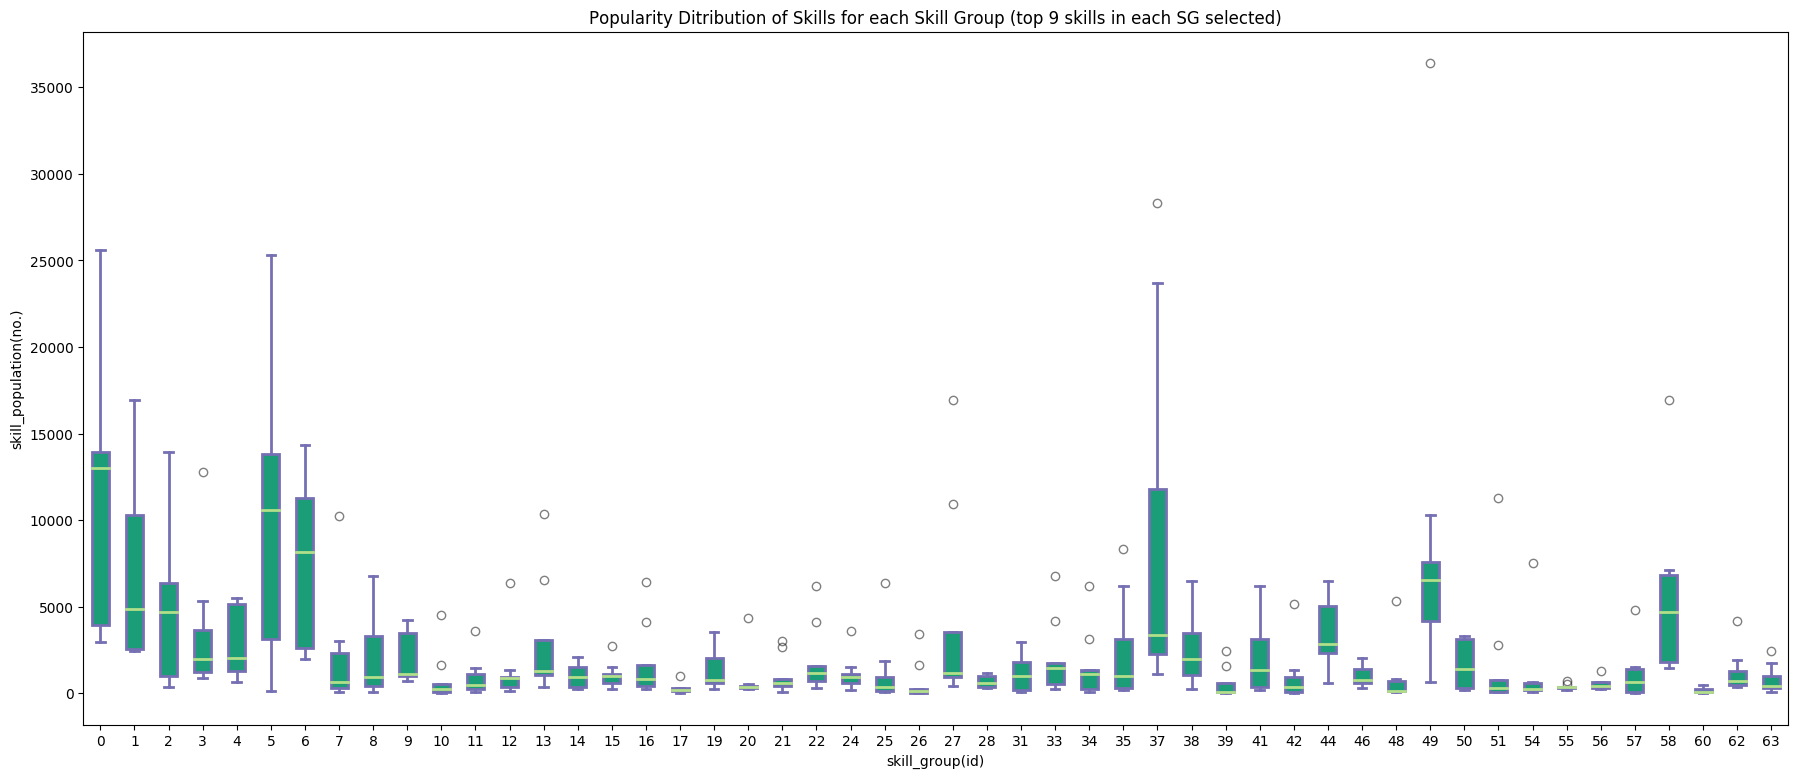 Popularity Ditribution of Skills for each Skill Group (top 9 skills in each SG selected)
skill_population(no.)
35000
30000
25000
20000
15000
10000
5000
0
0 1 2 3 4 5 6 7 8 9 10 11 12 13 14 15 16 17 19 20 21 22 24 25 26 27 28 31 33 34 35 37 38 39 41 42 44 46 48 49 50 51 54 55 56 57 58 60 62 63
skill_group(id)